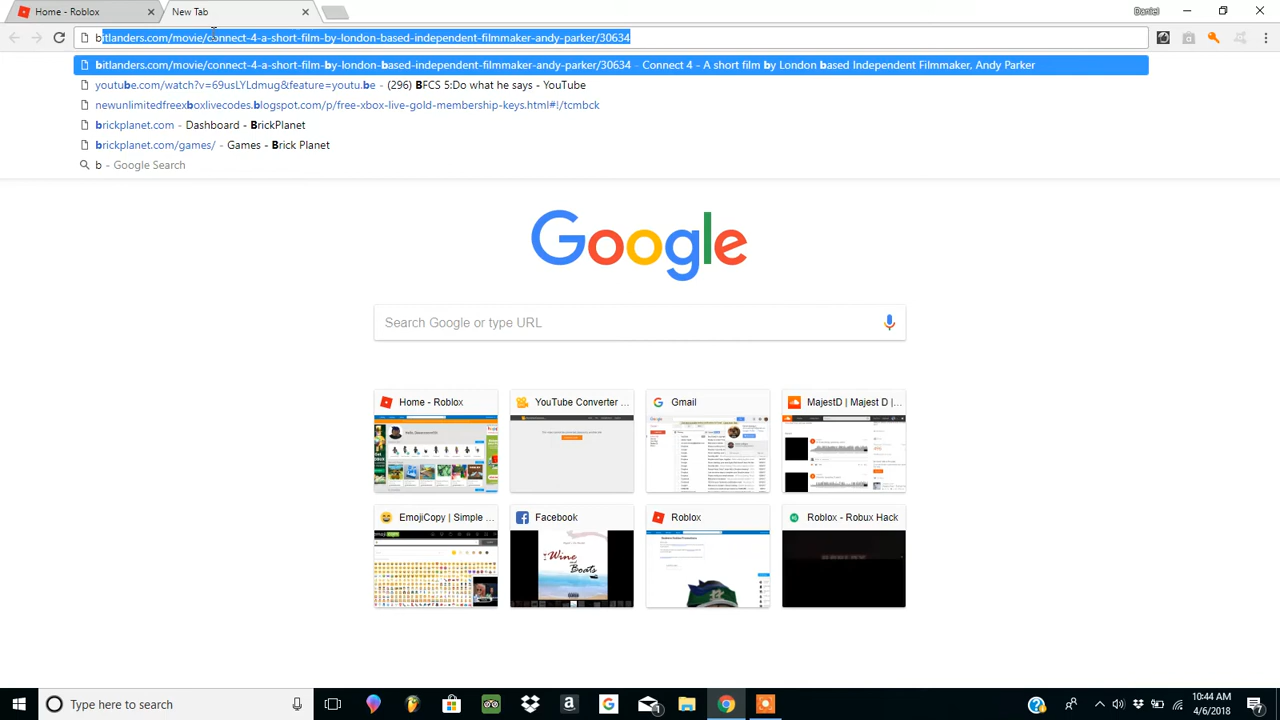 Home - Roblox
New Tab
Daniel
bitlanders.com/movie/connect-4-a-short-film-by-london-based-independent-filmmaker-andy-parker/30634
bitlanders.com/movie/connect-4-a-short-film-by-london-based-independent-filmmaker-andy-parker/30634 - Connect 4 - A short film by London based Independent Filmmaker, Andy Parker
youtube.com/watch?v=69usLYLdmug&feature=youtu.be - (296) BFCS 5:Do what he says - YouTube
newunlimitedfreexboxlivecodes.blogspot.com/p/free-xbox-live-gold-membership-keys.html#!/tcmbck
brickplanet.com - Dashboard - BrickPlanet
brickplanet.com/games/ - Games - Brick Planet
b - Google Search
Google
Search Google or type URL
Home - Roblox
YouTube Converter ...
Gmail
MajestD | Majest D |...
EmojiCopy | Simple ...
Facebook
Roblox
Roblox - Robux Hack
Wine
Boats
Type here to search
10:44 AM
4/6/2018